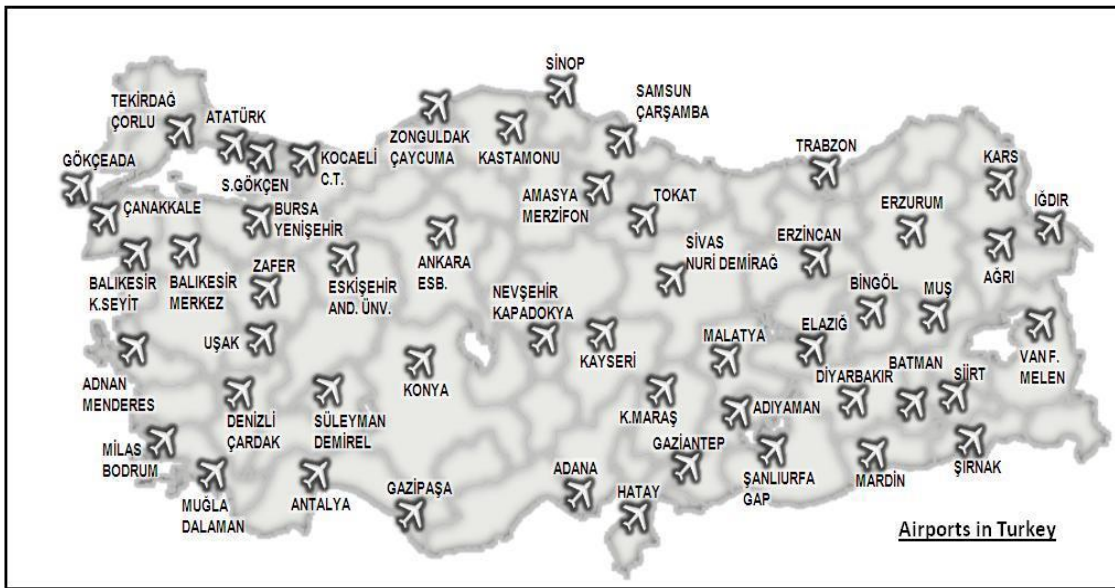 SİNOP
TEKİRDAĞ
ÇORLU
ATATÜRK
SAMSUN
ÇARŞAMBA
ZONGULDAK
ÇAYCUMA
KASTAMONU
GÖKÇEADA
S.GÖKÇEN
KOCAELİ
C.T.
TRABZON
KARS
ÇANAKKALE
BURSA
YENİŞEHİR
AMASYA
MERZİFON
TOKAT
ERZURUM
IĞDIR
BALIKESİR
K.SEYİT
BALIKESİR
MERKEZ
ZAFER
ESKİŞEHİR
AND. ÜNV.
ANKARA
ESB.
SİVAS
NURİ DEMİRAĞ
ERZİNCAN
AĞRI
NEVŞEHİR
KAPADOKYA
BİNGÖL
MUŞ
UŞAK
KAYSERİ
MALATYA
ELAZIĞ
VAN F.
MELEN
ADNAN
MENDERES
KONYA
DİYARBAKIR
BATMAN
SİİRT
DENİZLİ
ÇARDAK
SÜLEYMAN
DEMİREL
K.MARAŞ
ADIYAMAN
MİLAS
BODRUM
GAZİANTEP
MUĞLA
DALAMAN
ANTALYA
GAZİPAŞA
ADANA
HATAY
ŞANLIURFA
GAP
MARDİN
ŞIRNAK
Airports in Turkey